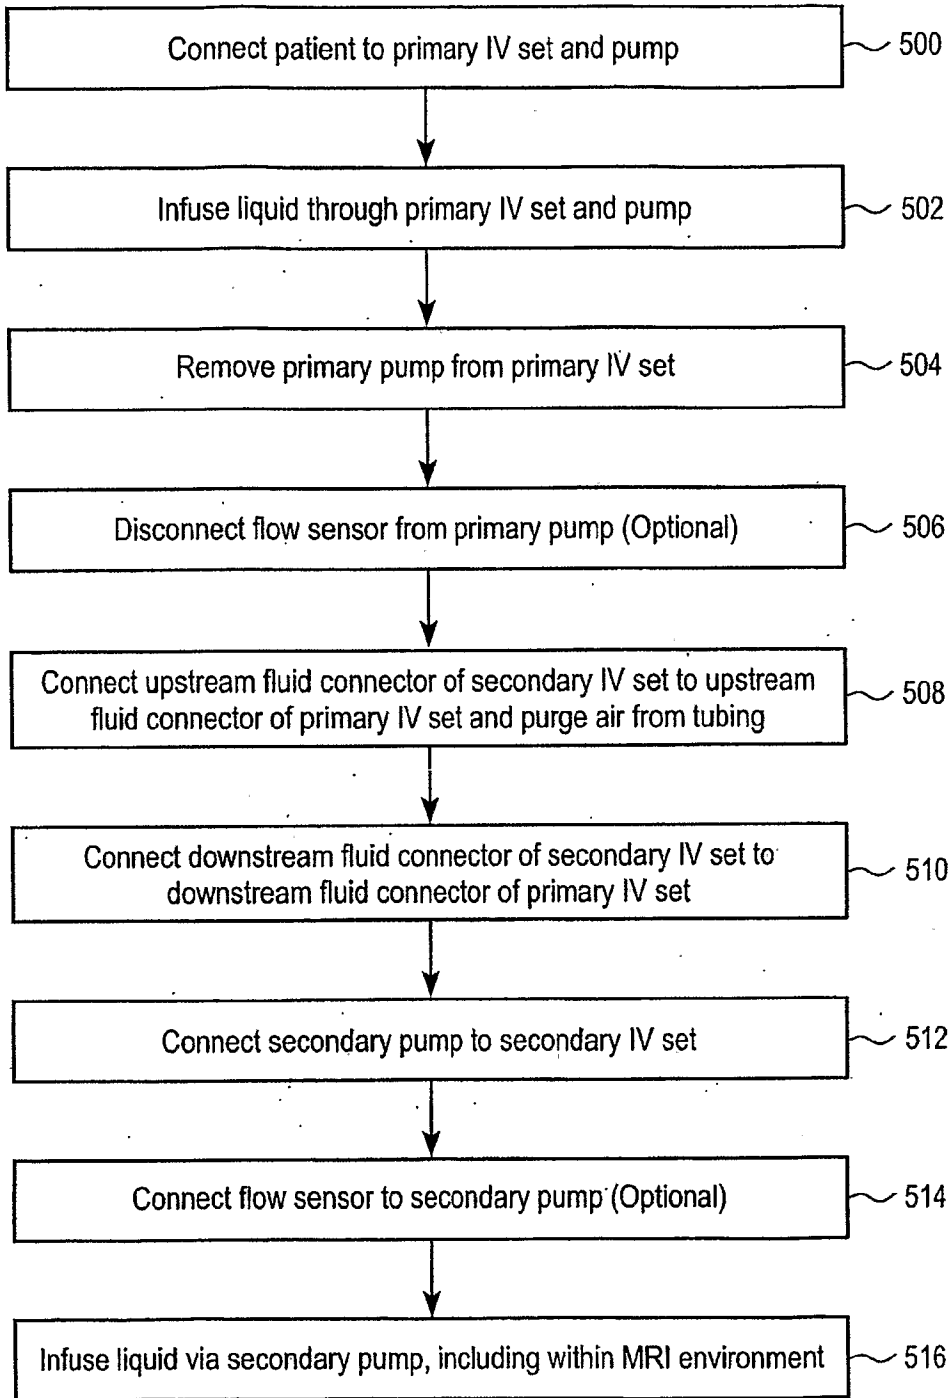 Connect patient to primary IV set and pump
500
Infuse liquid through primary IV set and pump
502
Remove primary pump from primary IV set
504
Disconnect flow sensor from primary pump (Optional)
506
Connect upstream fluid connector of secondary IV set to upstream
fluid connector of primary IV set and purge air from tubing
508
Connect downstream fluid connector of secondary IV set to
downstream fluid connector of primary IV set
510
Connect secondary pump to secondary IV set
512
Connect flow sensor to secondary pump (Optional)
514
Infuse liquid via secondary pump, including within MRI environment
516